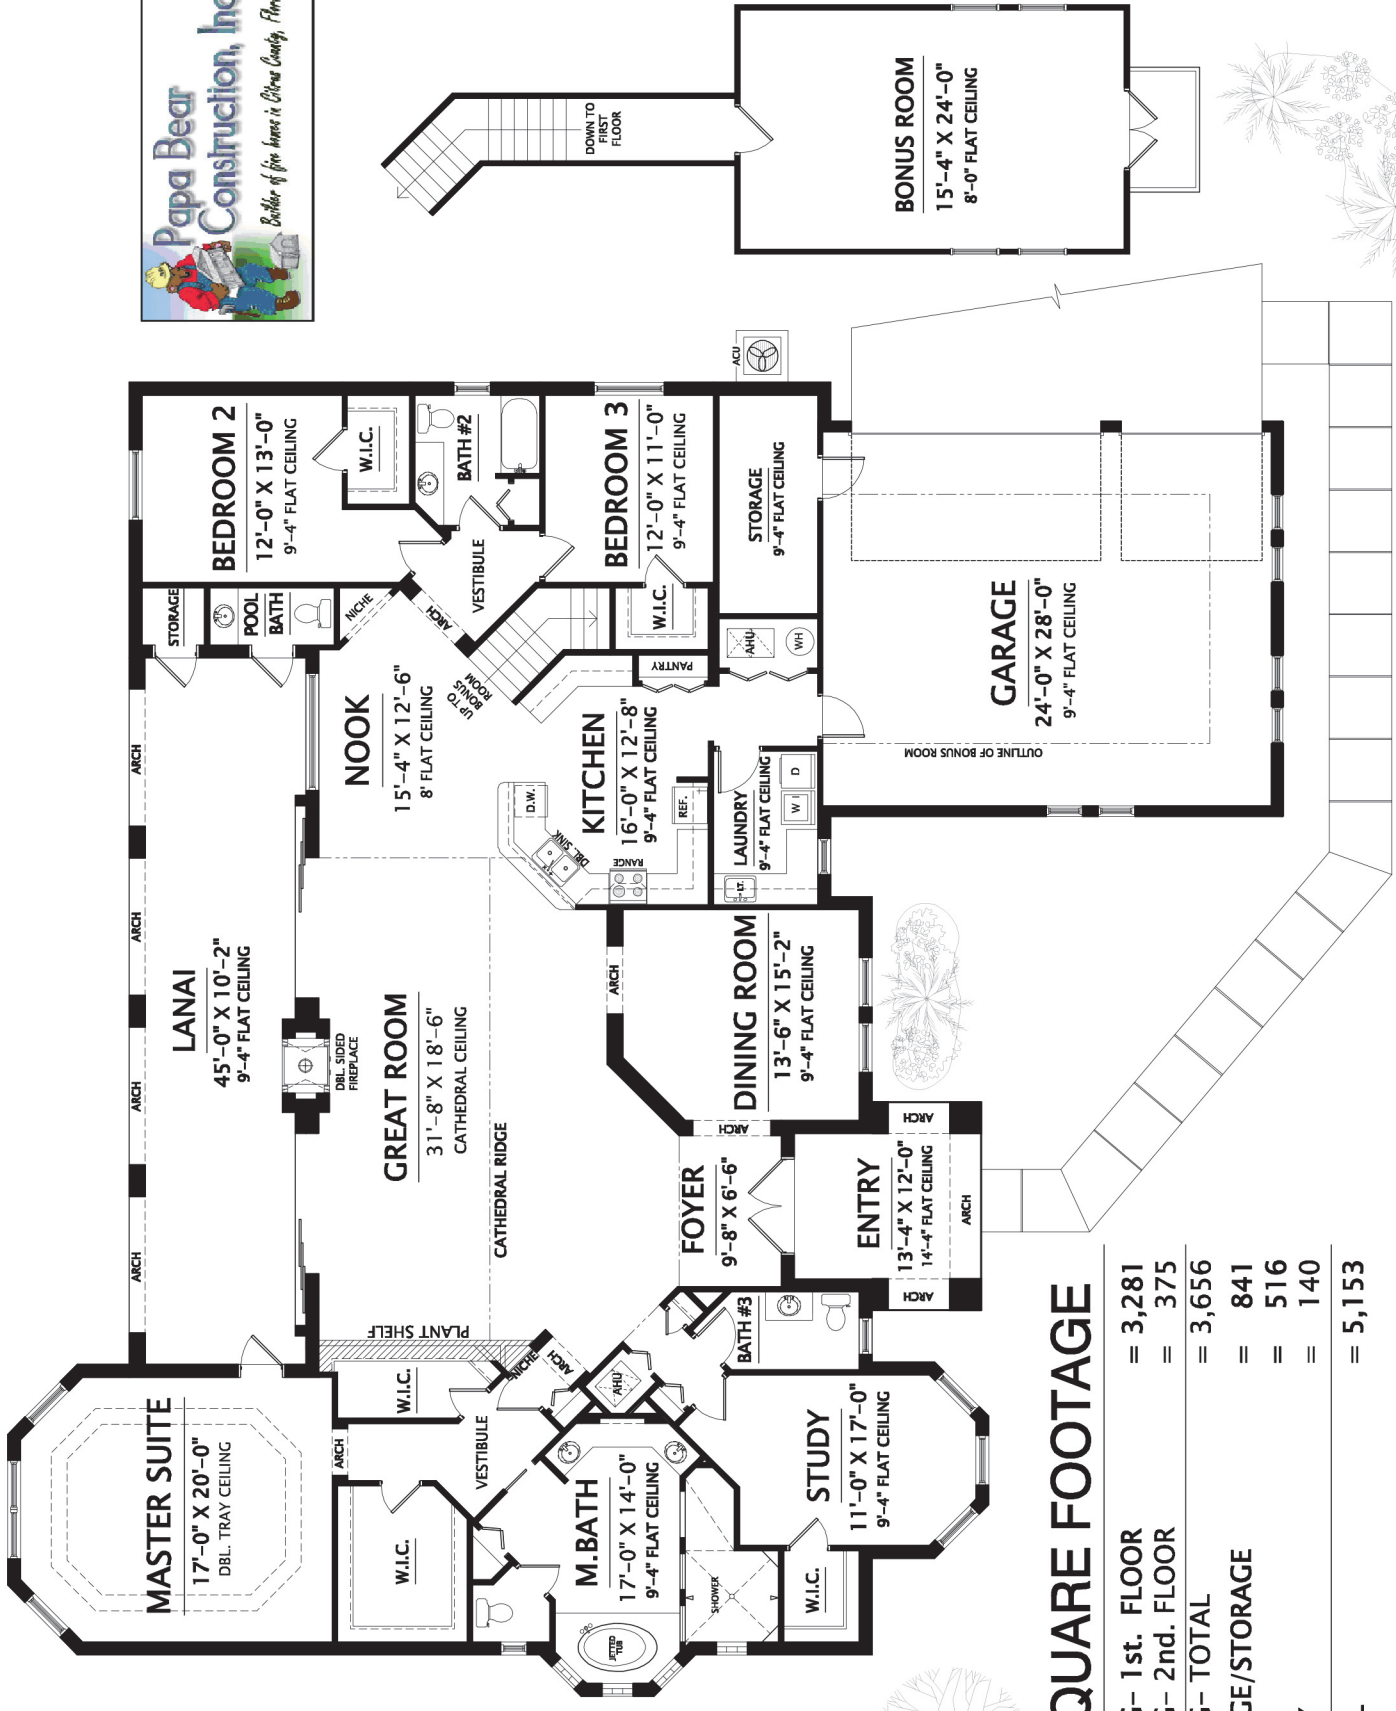 Papa Bear
Construction, Inc
Builder of fine homes in Citrus County, Flor
DOWN TO
FIRST
FLOOR
BONUS ROOM
15'-4" X 24'-0"
8'-0" FLAT CEILING
BEDROOM 2
12'-0" X 13'-0"
9'-4" FLAT CEILING
W.I.C.
BATH #2
BEDROOM 3
12'-0" X 11'-0"
9'-4" FLAT CEILING
W.I.C.
VESTIBULE
ARCH
NICHE
STORAGE
POOL
BATH
ACU
STORAGE
9'-4" FLAT CEILING
AHU
WH
GARAGE
24'-0" X 28'-0"
9'-4" FLAT CEILING
OUTLINE OF BONUS ROOM
UP TO
BONUS
ROOM
NOOK
15'-4" X 12'-6"
8' FLAT CEILING
PANTRY
KITCHEN
16'-0" X 12'-8"
9'-4" FLAT CEILING
D.W.
DBL. SINK
RANGE
REF.
LAUNDRY
9'-4" FLAT CEILING
W
D
LT.
ARCH
ARCH
ARCH
ARCH
LANAI
45'-0" X 10'-2"
9'-4" FLAT CEILING
DBL. SIDED
FIREPLACE
GREAT ROOM
31'-8" X 18'-6"
CATHEDRAL CEILING
CATHEDRAL RIDGE
PLANT SHELF
ARCH
DINING ROOM
13'-6" X 15'-2"
9'-4" FLAT CEILING
ARCH
FOYER
9'-8" X 6'-6"
ENTRY
13'-4" X 12'-0"
14'-4" FLAT CEILING
ARCH
ARCH
ARCH
BATH #3
NICHE
ARCH
AHU
W.I.C.
VESTIBULE
ARCH
MASTER SUITE
17'-0" X 20'-0"
DBL. TRAY CEILING
W.I.C.
M.BATH
17'-0" X 14'-0"
9'-4" FLAT CEILING
JETTED
TUB
SHOWER
STUDY
11'-0" X 17'-0"
9'-4" FLAT CEILING
W.I.C.
QUARE FOOTAGE
G- 1st. FLOOR = 3,281
G- 2nd. FLOOR = 375
G- TOTAL = 3,656
GE/STORAGE = 841
= 516
Y = 140
L = 5,153